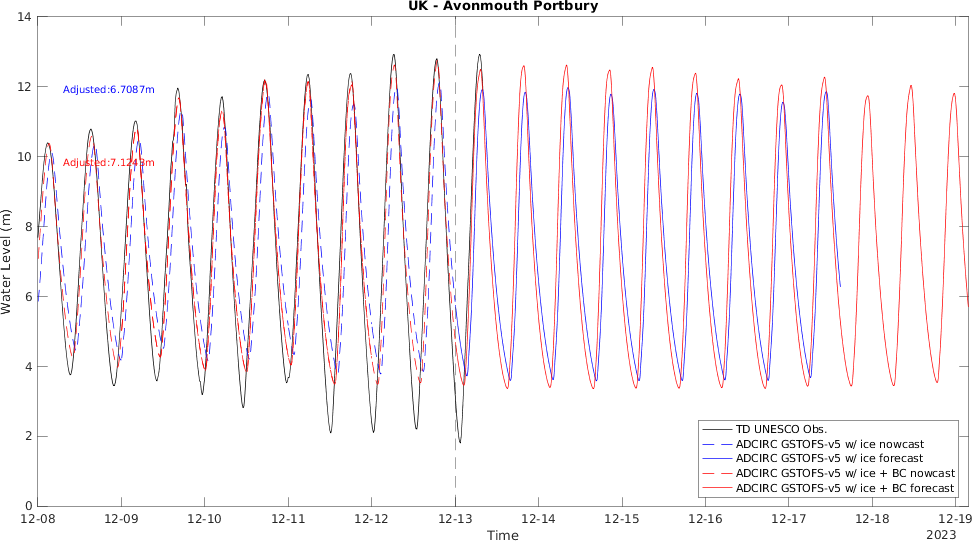 UK - Avonmouth Portbury
14
12
10
8
6
4
2
0
Water Level (m)
Adjusted:6.7087m
Adjusted:7.1243m
TD UNESCO Obs.
ADCIRC GSTOFS-v5 w/ ice nowcast
ADCIRC GSTOFS-v5 w/ ice forecast
ADCIRC GSTOFS-v5 w/ ice + BC nowcast
ADCIRC GSTOFS-v5 w/ ice + BC forecast
12-08 12-09 12-10 12-11 12-12 12-13 12-14 12-15 12-16 12-17 12-18 12-19
Time
2023